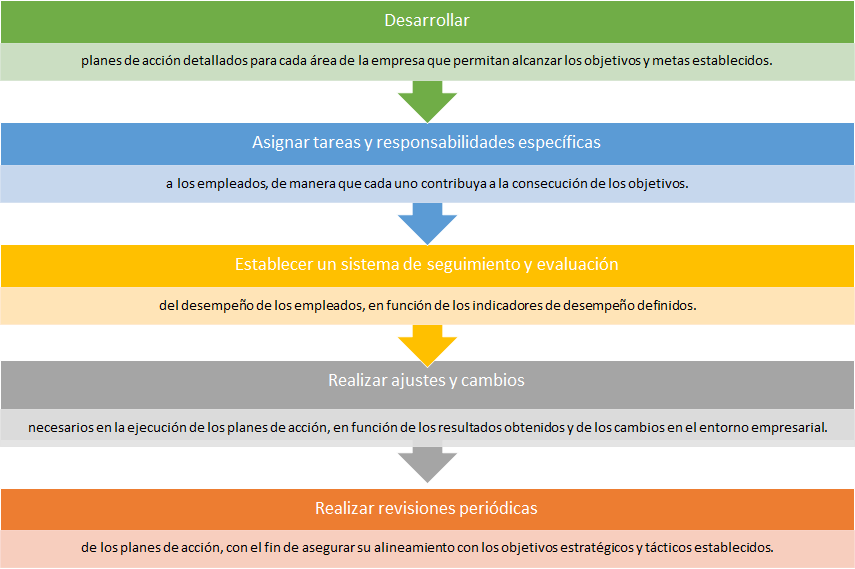 Desarrollar
planes de acción detallados para cada área de la empresa que permitan alcanzar los objetivos y metas establecidos.
Asignar tareas y responsabilidades específicas
a los empleados, de manera que cada uno contribuya a la consecución de los objetivos.
Establecer un sistema de seguimiento y evaluación
del desempeño de los empleados, en función de los indicadores de desempeño definidos.
Realizar ajustes y cambios
necesarios en la ejecución de los planes de acción, en función de los resultados obtenidos y de los cambios en el entorno empresarial.
Realizar revisiones periódicas
de los planes de acción, con el fin de asegurar su alineamiento con los objetivos estratégicos y tácticos establecidos.